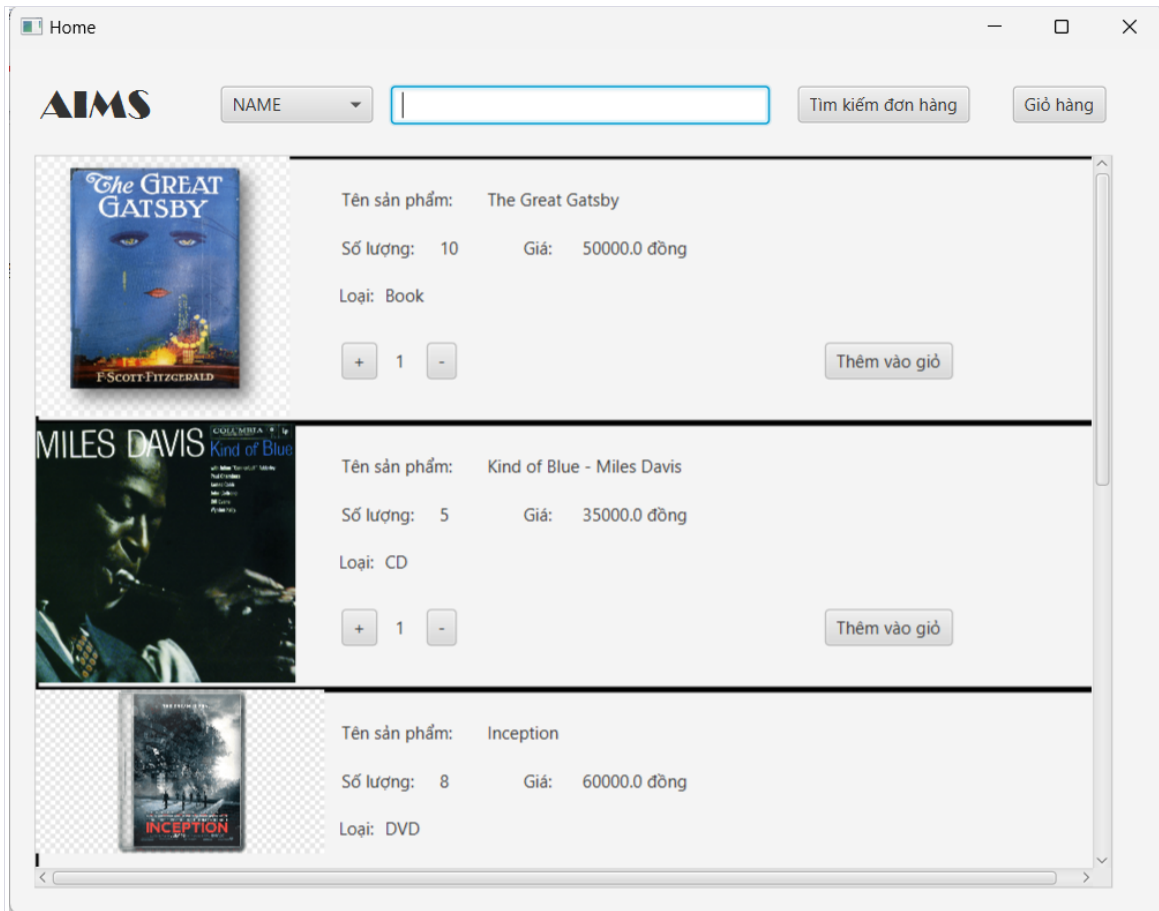 Home
AIMS
NAME
Tìm kiếm đơn hàng
Giỏ hàng
The GREAT
GATSBY
F·SCOTT·FITZGERALD
Tên sản phẩm: The Great Gatsby
Số lượng: 10 Giá: 50000.0 đồng
Loại: Book
+ 1 -
Thêm vào giỏ
MILES DAVIS
COLUMBIA
Kind of Blue
Tên sản phẩm: Kind of Blue - Miles Davis
Số lượng: 5 Giá: 35000.0 đồng
Loại: CD
+ 1 -
Thêm vào giỏ
INCEPTION
Tên sản phẩm: Inception
Số lượng: 8 Giá: 60000.0 đồng
Loại: DVD